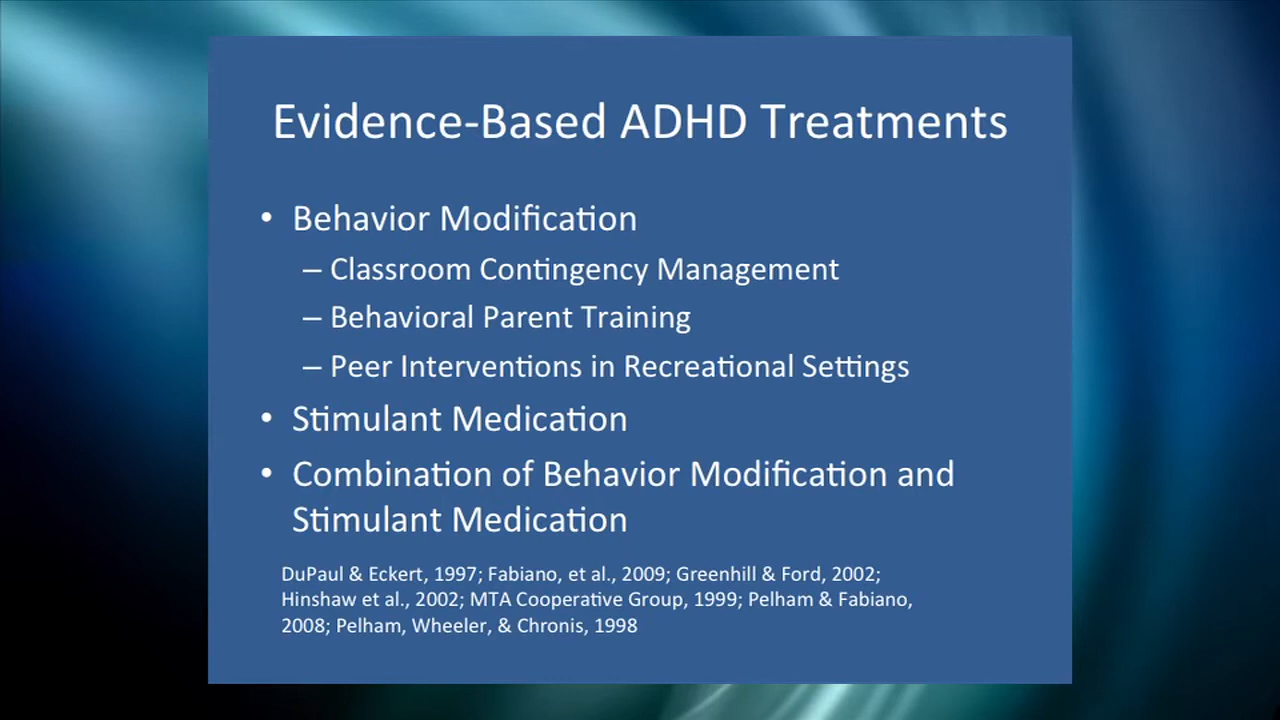 Evidence-Based ADHD Treatments
• Behavior Modification
– Classroom Contingency Management
– Behavioral Parent Training
– Peer Interventions in Recreational Settings
• Stimulant Medication
• Combination of Behavior Modification and
Stimulant Medication
DuPaul & Eckert, 1997; Fabiano, et al., 2009; Greenhill & Ford, 2002;
Hinshaw et al., 2002; MTA Cooperative Group, 1999; Pelham & Fabiano,
2008; Pelham, Wheeler, & Chronis, 1998